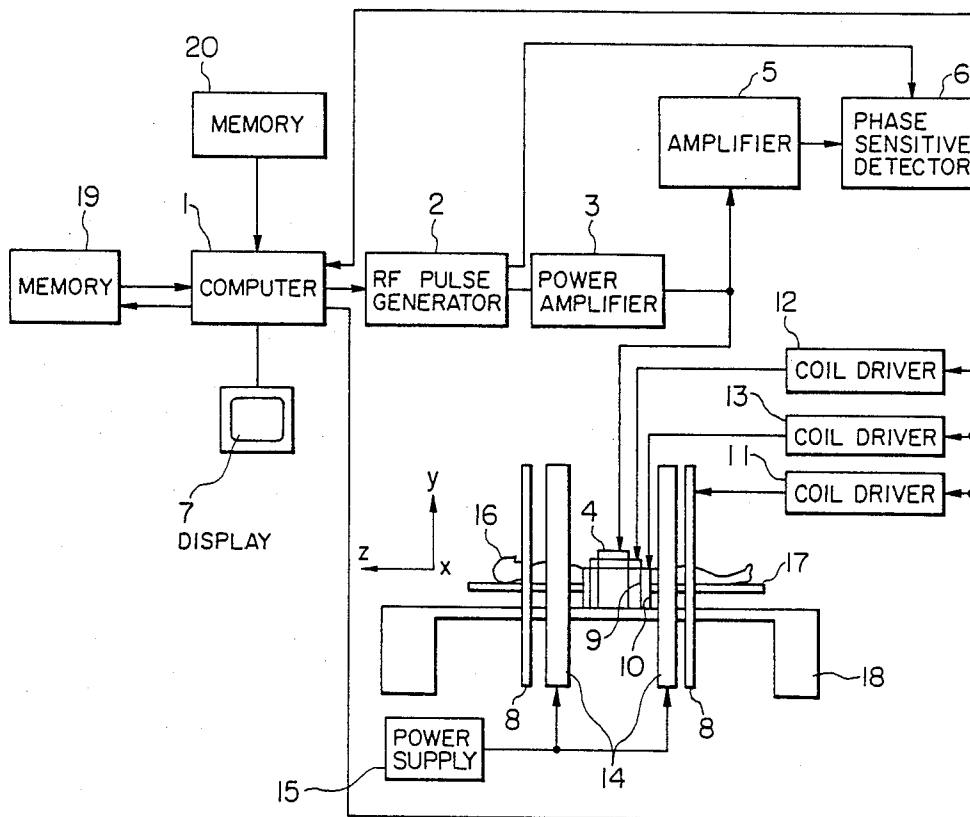 20
MEMORY
5
AMPLIFIER
6
PHASE
SENSITIVE
DETECTOR
19
MEMORY
1
COMPUTER
2
RF PULSE
GENERATOR
3
POWER
AMPLIFIER
12
COIL DRIVER
13
COIL DRIVER
11
COIL DRIVER
7
DISPLAY
y
z
x
16
4
17
9
10
18
8
8
14
POWER
SUPPLY
15